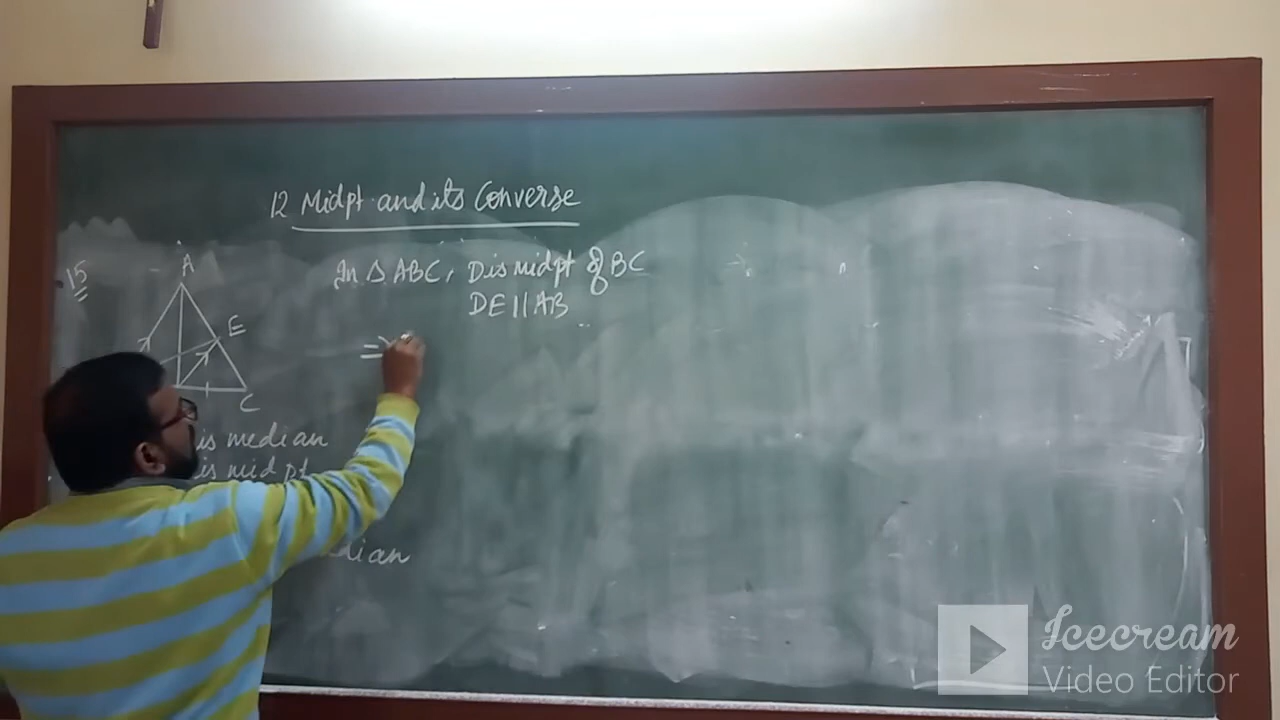 12 Midpt. and its Converse
15
A
E
C
In Δ ABC, D is midpt of BC
DE || AB
=>
is median
is mid pt
dian
Icecream
Video Editor